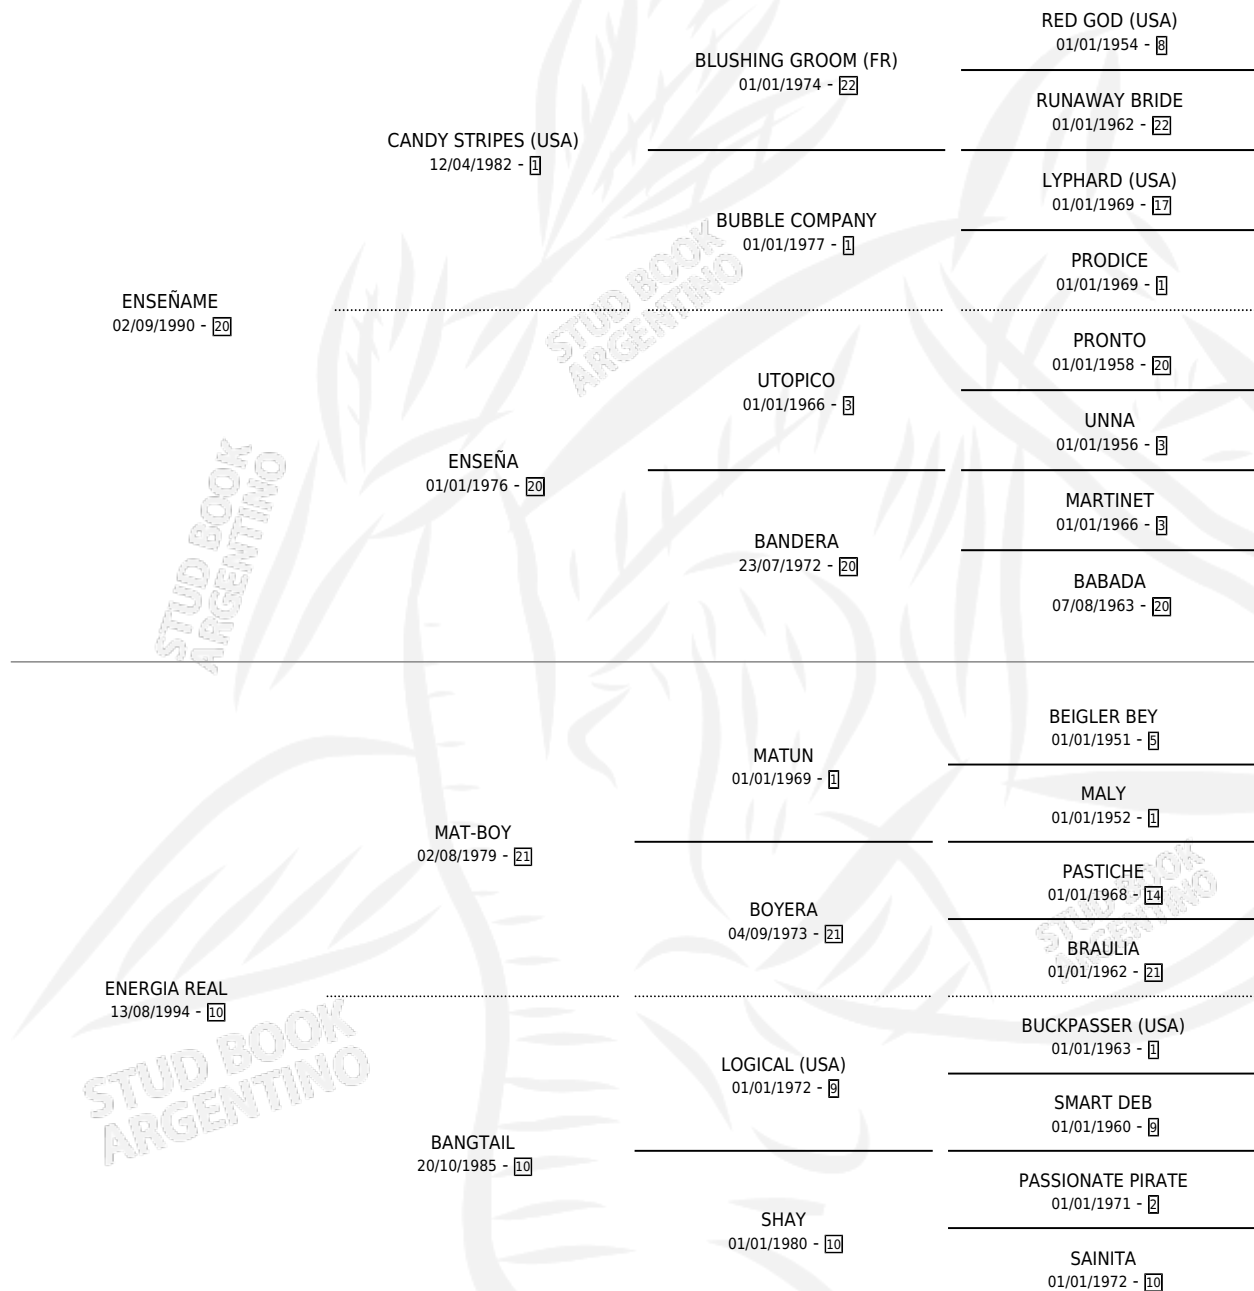 RED GOD (USA)
01/01/1954 - 8
BLUSHING GROOM (FR)
01/01/1974 - 22
RUNAWAY BRIDE
01/01/1962 - 22
CANDY STRIPES (USA)
12/04/1982 - 1
LYPHARD (USA)
01/01/1969 - 17
BUBBLE COMPANY
01/01/1977 - 1
PRODICE
01/01/1969 - 1
ENSEÑAME
02/09/1990 - 20
PRONTO
01/01/1958 - 20
UTOPICO
01/01/1966 - 3
UNNA
01/01/1956 - 3
ENSEÑA
01/01/1976 - 20
MARTINET
01/01/1966 - 3
BANDERA
23/07/1972 - 20
BABADA
07/08/1963 - 20
BEIGLER BEY
01/01/1951 - 5
MATUN
01/01/1969 - 1
MALY
01/01/1952 - 1
MAT-BOY
02/08/1979 - 21
PASTICHE
01/01/1968 - 14
BOYERA
04/09/1973 - 21
BRAULIA
01/01/1962 - 21
ENERGIA REAL
13/08/1994 - 10
BUCKPASSER (USA)
01/01/1963 - 1
LOGICAL (USA)
01/01/1972 - 9
SMART DEB
01/01/1960 - 9
BANGTAIL
20/10/1985 - 10
PASSIONATE PIRATE
01/01/1971 - 2
SHAY
01/01/1980 - 10
SAINITA
01/01/1972 - 10
STUD BOOK
ARGENTINO
STUD BOOK
ARGENTINO
STUD BOOK
ARGENTINO
STUD BOOK
ARGENTINO